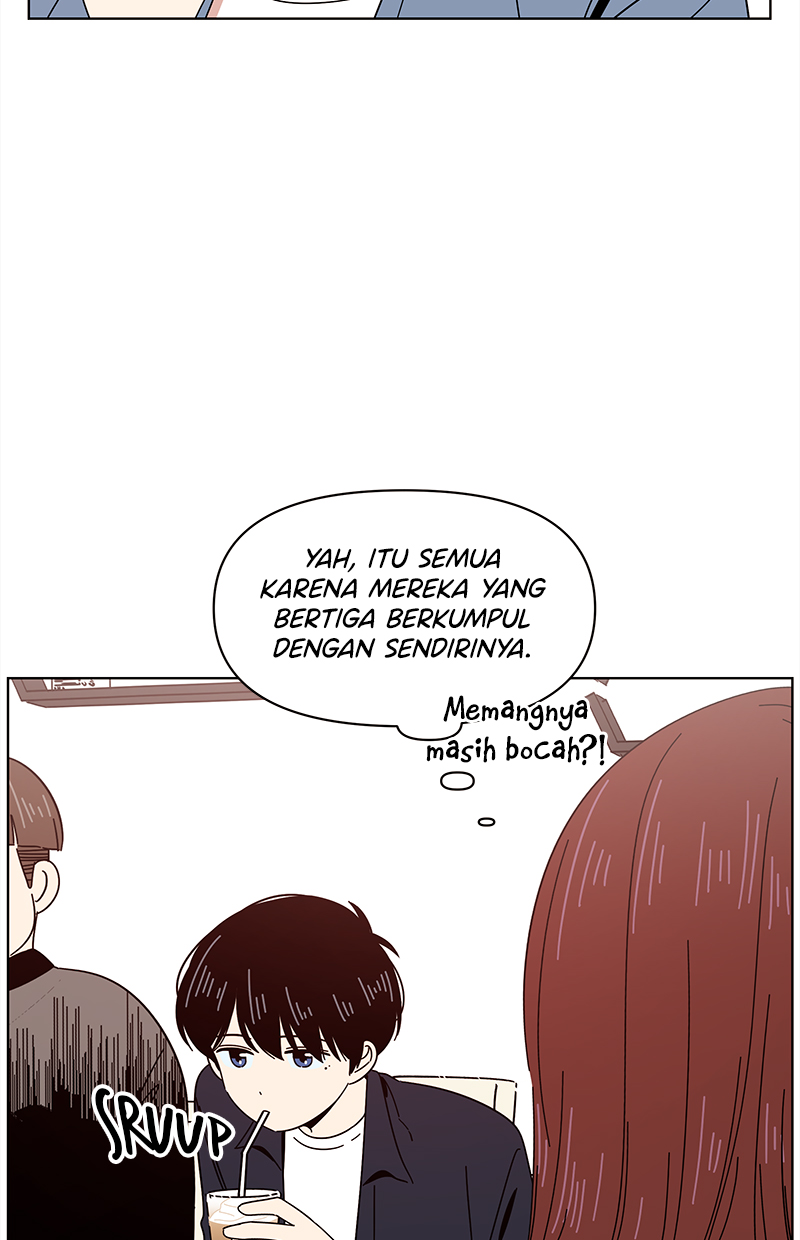 YAH, ITU SEMUA
KARENA MEREKA YANG
BERTIGA BERKUMPUL
DENGAN SENDIRINYA.
Memangnya
masih bocah?!
SRUUP